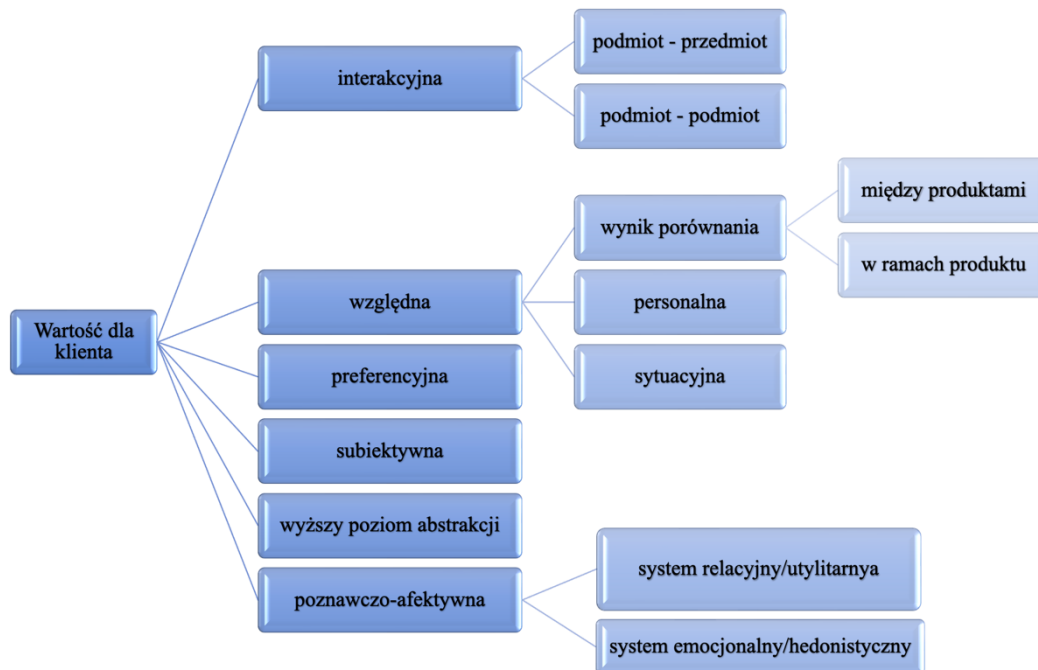 podmiot - przedmiot
interakcyjna
podmiot - podmiot
między produktami
wynik porównania
w ramach produktu
względna
personalna
Wartość dla
klienta
preferencyjna
sytuacyjna
subiektywna
wyższy poziom abstrakcji
system relacyjny/utylitarnya
poznawczo-afektywna
system emocjonalny/hedonistyczny